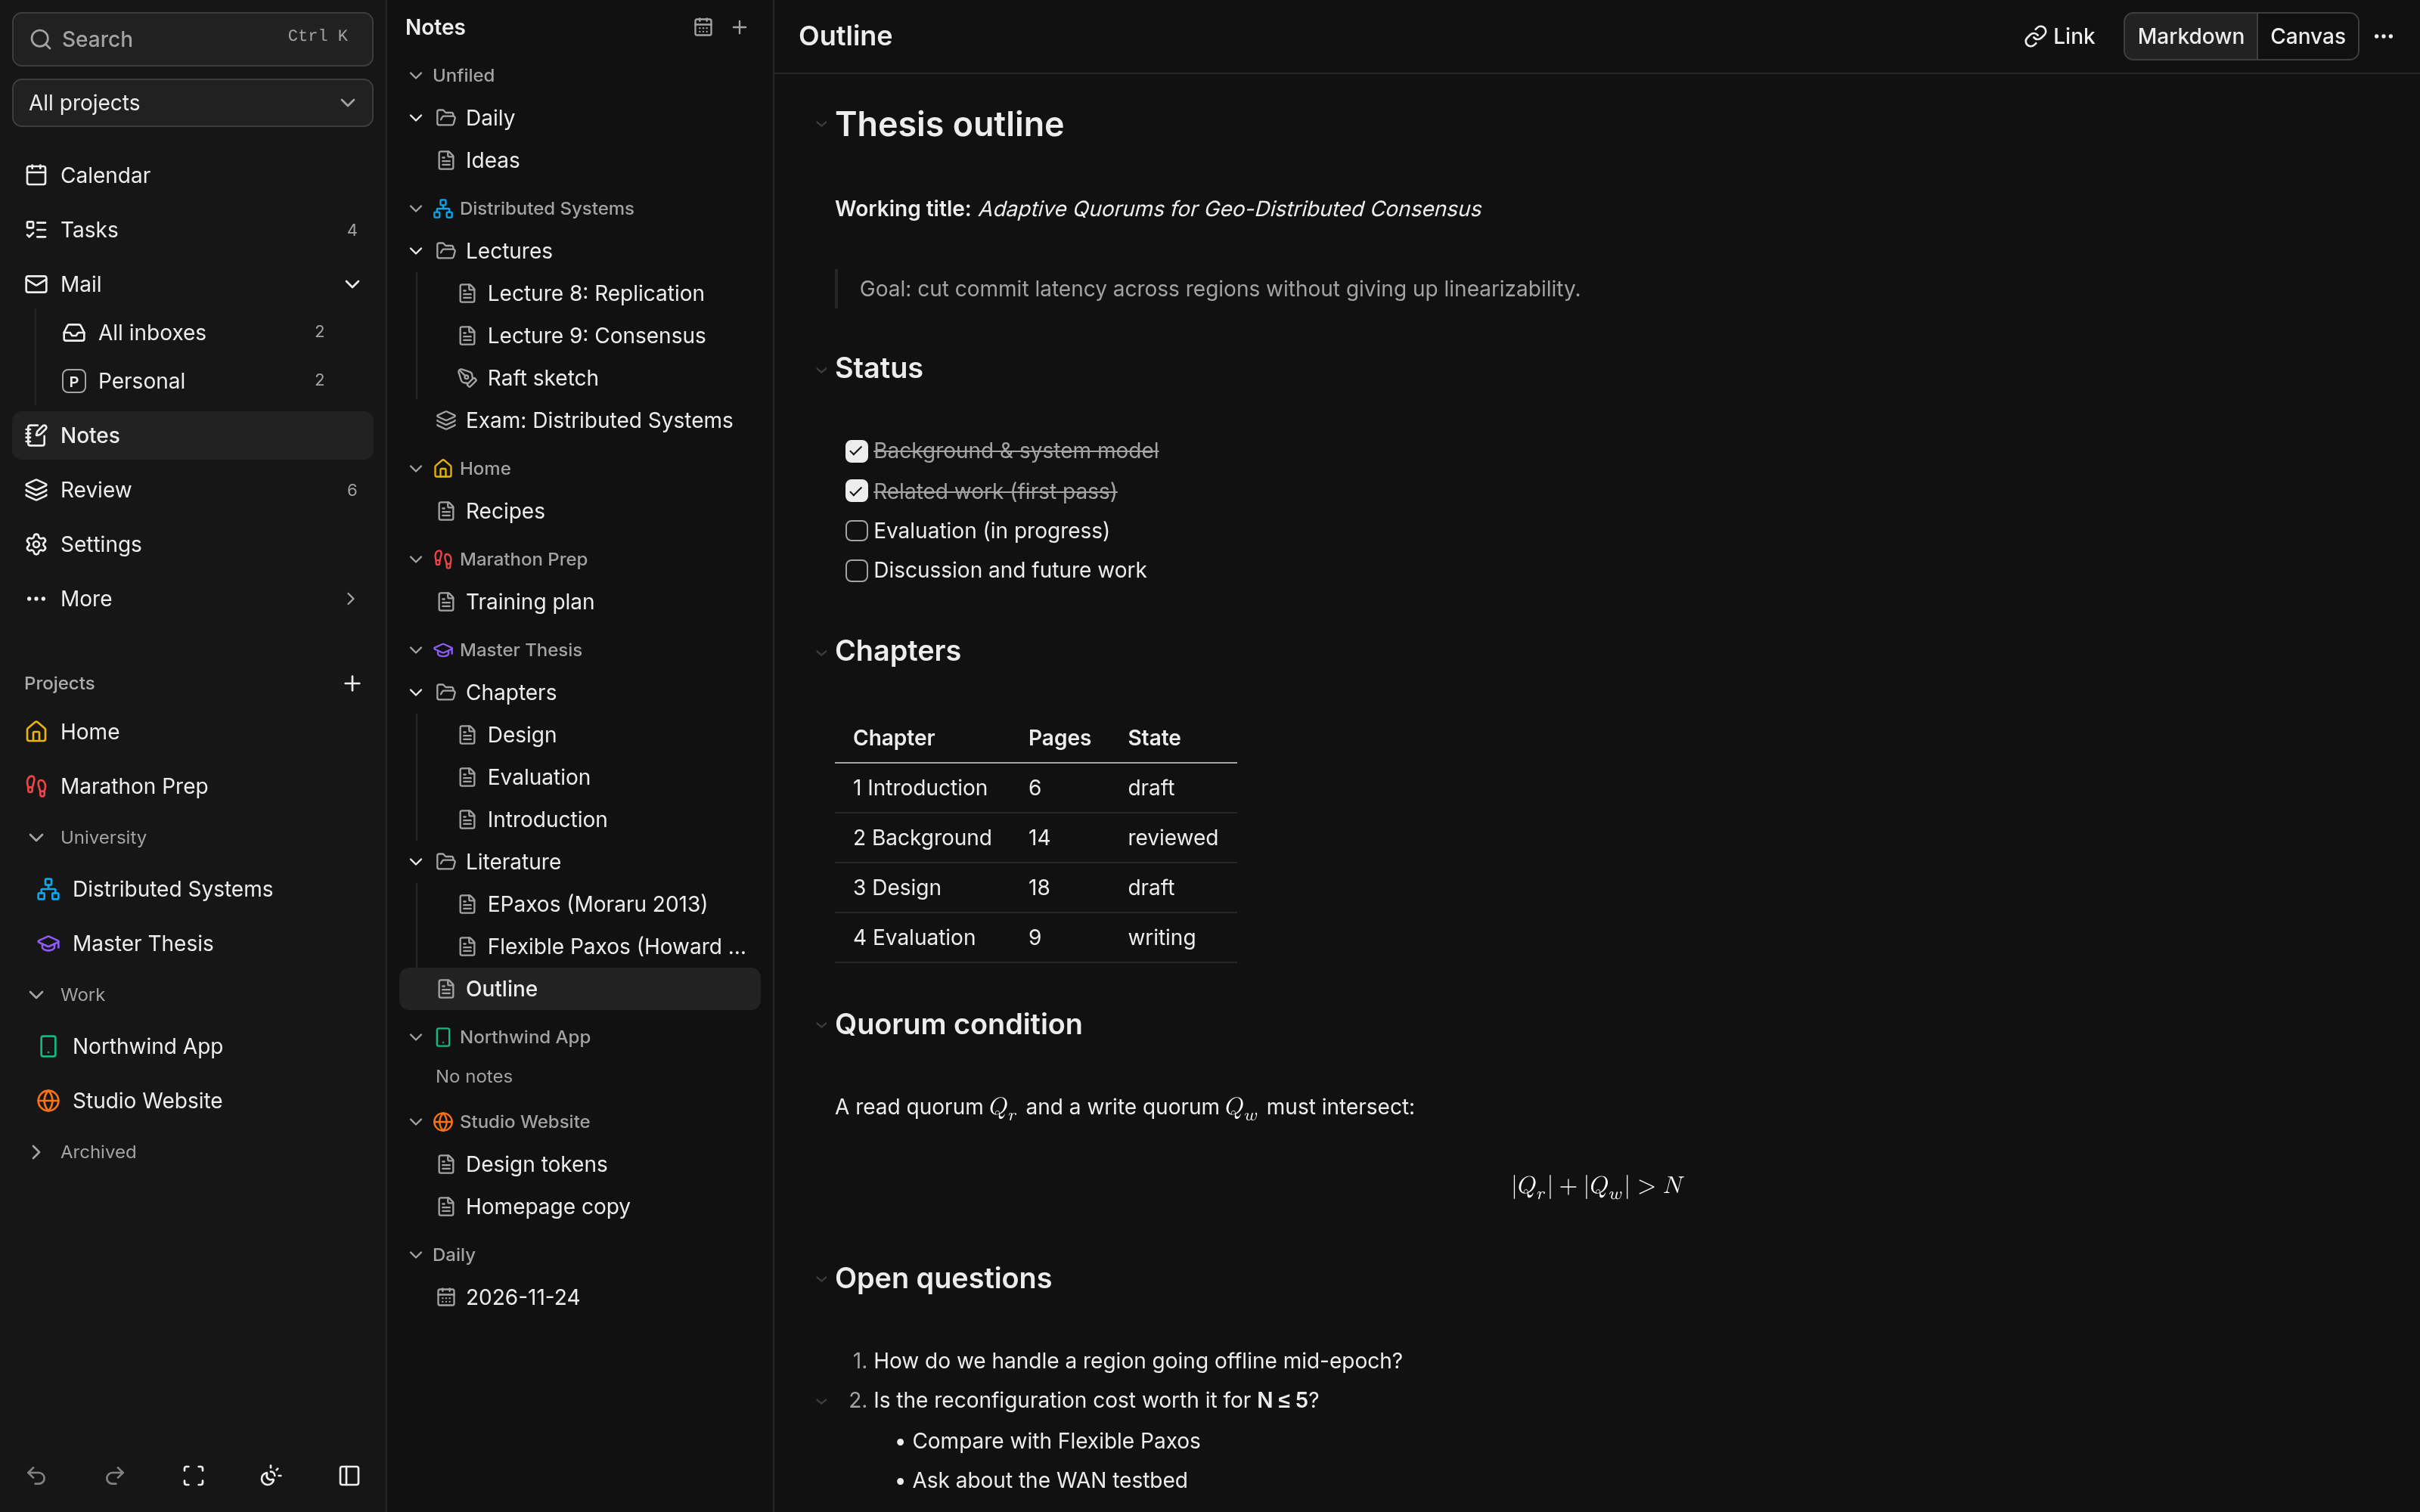 Search Ctrl K
All projects
Calendar
Tasks 4
Mail
All inboxes 2
P Personal 2
Notes
Review 6
Settings
More
Projects
Home
Marathon Prep
University
Distributed Systems
Master Thesis
Work
Northwind App
Studio Website
Archived
Notes
Unfiled
Daily
Ideas
Distributed Systems
Lectures
Lecture 8: Replication
Lecture 9: Consensus
Raft sketch
Exam: Distributed Systems
Home
Recipes
Marathon Prep
Training plan
Master Thesis
Chapters
Design
Evaluation
Introduction
Literature
EPaxos (Moraru 2013)
Flexible Paxos (Howard ...
Outline
Northwind App
No notes
Studio Website
Design tokens
Homepage copy
Daily
2026-11-24
Outline
Link Markdown Canvas
Thesis outline
Working title: Adaptive Quorums for Geo-Distributed Consensus
Goal: cut commit latency across regions without giving up linearizability.
Status
Background & system model
Related work (first pass)
Evaluation (in progress)
Discussion and future work
Chapters
Chapter Pages State
1 Introduction 6 draft
2 Background 14 reviewed
3 Design 18 draft
4 Evaluation 9 writing
Quorum condition
A read quorum Qr and a write quorum Qw must intersect:
|Qr| + |Qw| > N
Open questions
1. How do we handle a region going offline mid-epoch?
2. Is the reconfiguration cost worth it for N ≤ 5?
• Compare with Flexible Paxos
• Ask about the WAN testbed